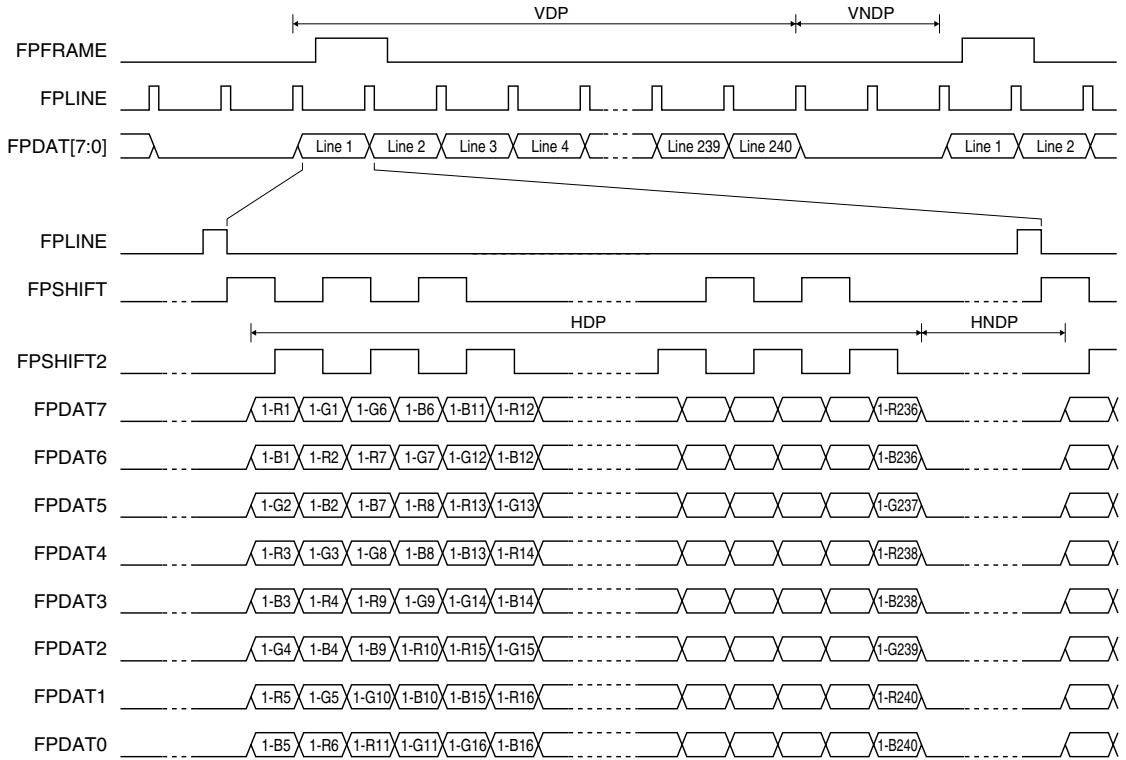 VDP VNDP
FPFRAME
FPLINE
FPDAT[7:0] Line 1 Line 2 Line 3 Line 4 Line 239 Line 240 Line 1 Line 2
FPLINE
FPSHIFT
HDP HNDP
FPSHIFT2
FPDAT7 1-R1 1-G1 1-G6 1-B6 1-B11 1-R12 1-R236
FPDAT6 1-B1 1-R2 1-R7 1-G7 1-G12 1-B12 1-B236
FPDAT5 1-G2 1-B2 1-B7 1-R8 1-R13 1-G13 1-G237
FPDAT4 1-R3 1-G3 1-G8 1-B8 1-B13 1-R14 1-R238
FPDAT3 1-B3 1-R4 1-R9 1-G9 1-G14 1-B14 1-B238
FPDAT2 1-G4 1-B4 1-B9 1-R10 1-R15 1-G15 1-G239
FPDAT1 1-R5 1-G5 1-G10 1-B10 1-B15 1-R16 1-R240
FPDAT0 1-B5 1-R6 1-R11 1-G11 1-G16 1-B16 1-B240